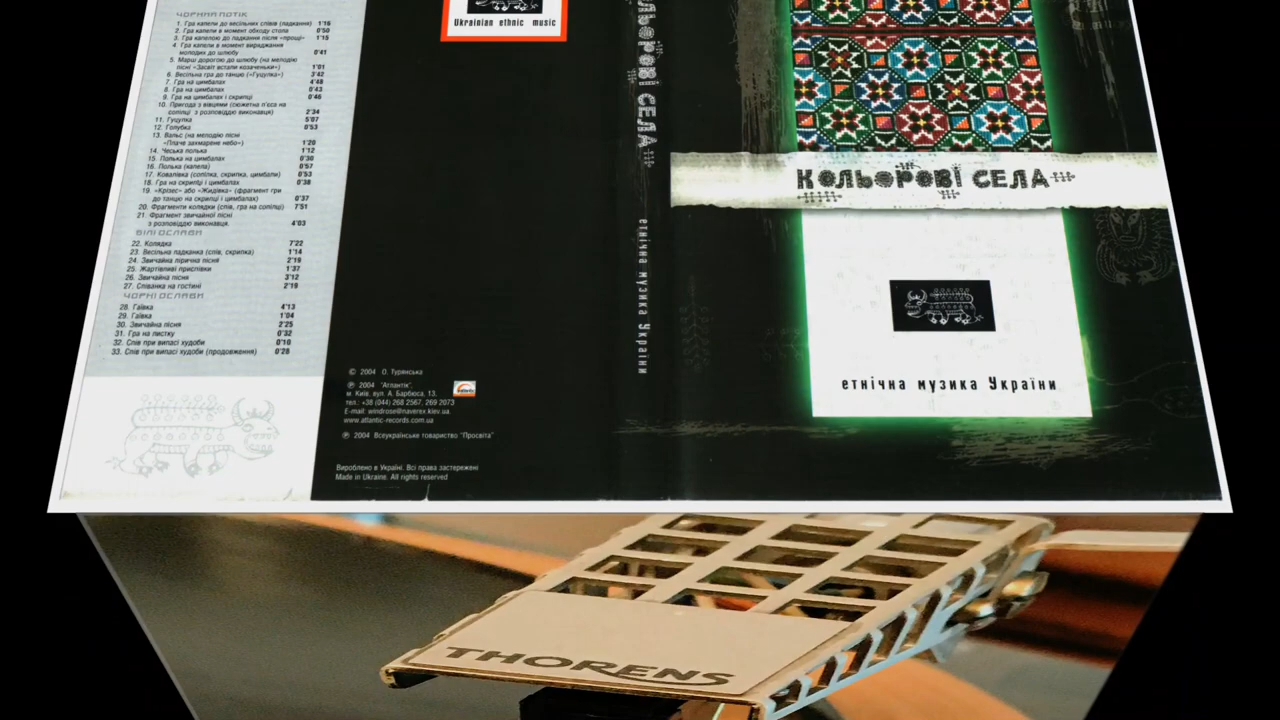 ЧОРНИЙ ПОТІК
1. Гра капели до весільних співів (ладкання) 1'16
2. Гра капели в момент обходу стола 0'50
3. Гра капелою до ладкання після «прощі» 1'15
4. Гра капели в момент виряджання
молодих до шлюбу 0'41
5. Марш дорогою до шлюбу (на мелодію
пісні «Засвіт встали козаченьки») 1'01
6. Весільна гра до танцю («Гуцулка») 3'42
7. Гра на цимбалах 4'48
8. Гра на цимбалах 0'43
9. Гра на цимбалех і скрипці 0'46
10. Пригода з вівцями (сюжетна п'єса на
сопілці з розповіддю виконавця) 2'34
11. Гуцулка 5'07
12. Голубка 0'53
13. Вальс (на мелодію пісні
«Плаче захмарене небо») 1'20
14. Чеська полька 1'12
15. Полька на цимбалах 0'30
16. Полька (капела) 0'57
17. Ковалівка (сопілка, скрипка, цимбали) 0'53
18. Гра на скрипці і цимбалах 0'38
19. «Крізес» або «Жидівка» (фрагмент гри
до танцю на скрипці і цимбалах) 0'37
20. Фрагменти колядки (спів, гра на сопілці) 7'51
21. Фрагмент звичайної пісні
з розповіддю виконавця. 4'03
БІЛІ ОСЛАВИ
22. Колядка 7'22
23. Весільна ладканка (спів, скрипка) 1'14
24. Звичайна лірична пісня 2'18
25. Жартівливі приспівки 1'37
26. Звичайна пісня 3'12
27. Співанка на гостині 2'19
ЧОРНІ ОСЛАВИ
28. Гаївка 4'13
29. Гаївка 1'04
30. Звичайна пісня 2'25
31. Гра на листку 0'32
32. Спів при випасі худоби 0'10
33. Спів при випасі худоби (продовження) 0'28
Ukrainian ethnic music
© 2004 О. Турянська
℗ 2004 "Атлантік".
м. Київ, вул. А. Барбюса, 13,
тел.: +38 (044) 268 2567, 269 2073
E-mail: windrose@naverex.kiev.ua,
www.atlantic-records.com.ua
℗ 2004 Всеукраїнське товариство "Просвіта"
Вироблено в Україні. Всі права застережені
Made in Ukraine. All rights reserved
СЕЛА
етнічна музика України
КОЛЬОРОВІ СЕЛА
етнічна музика України
THORENS